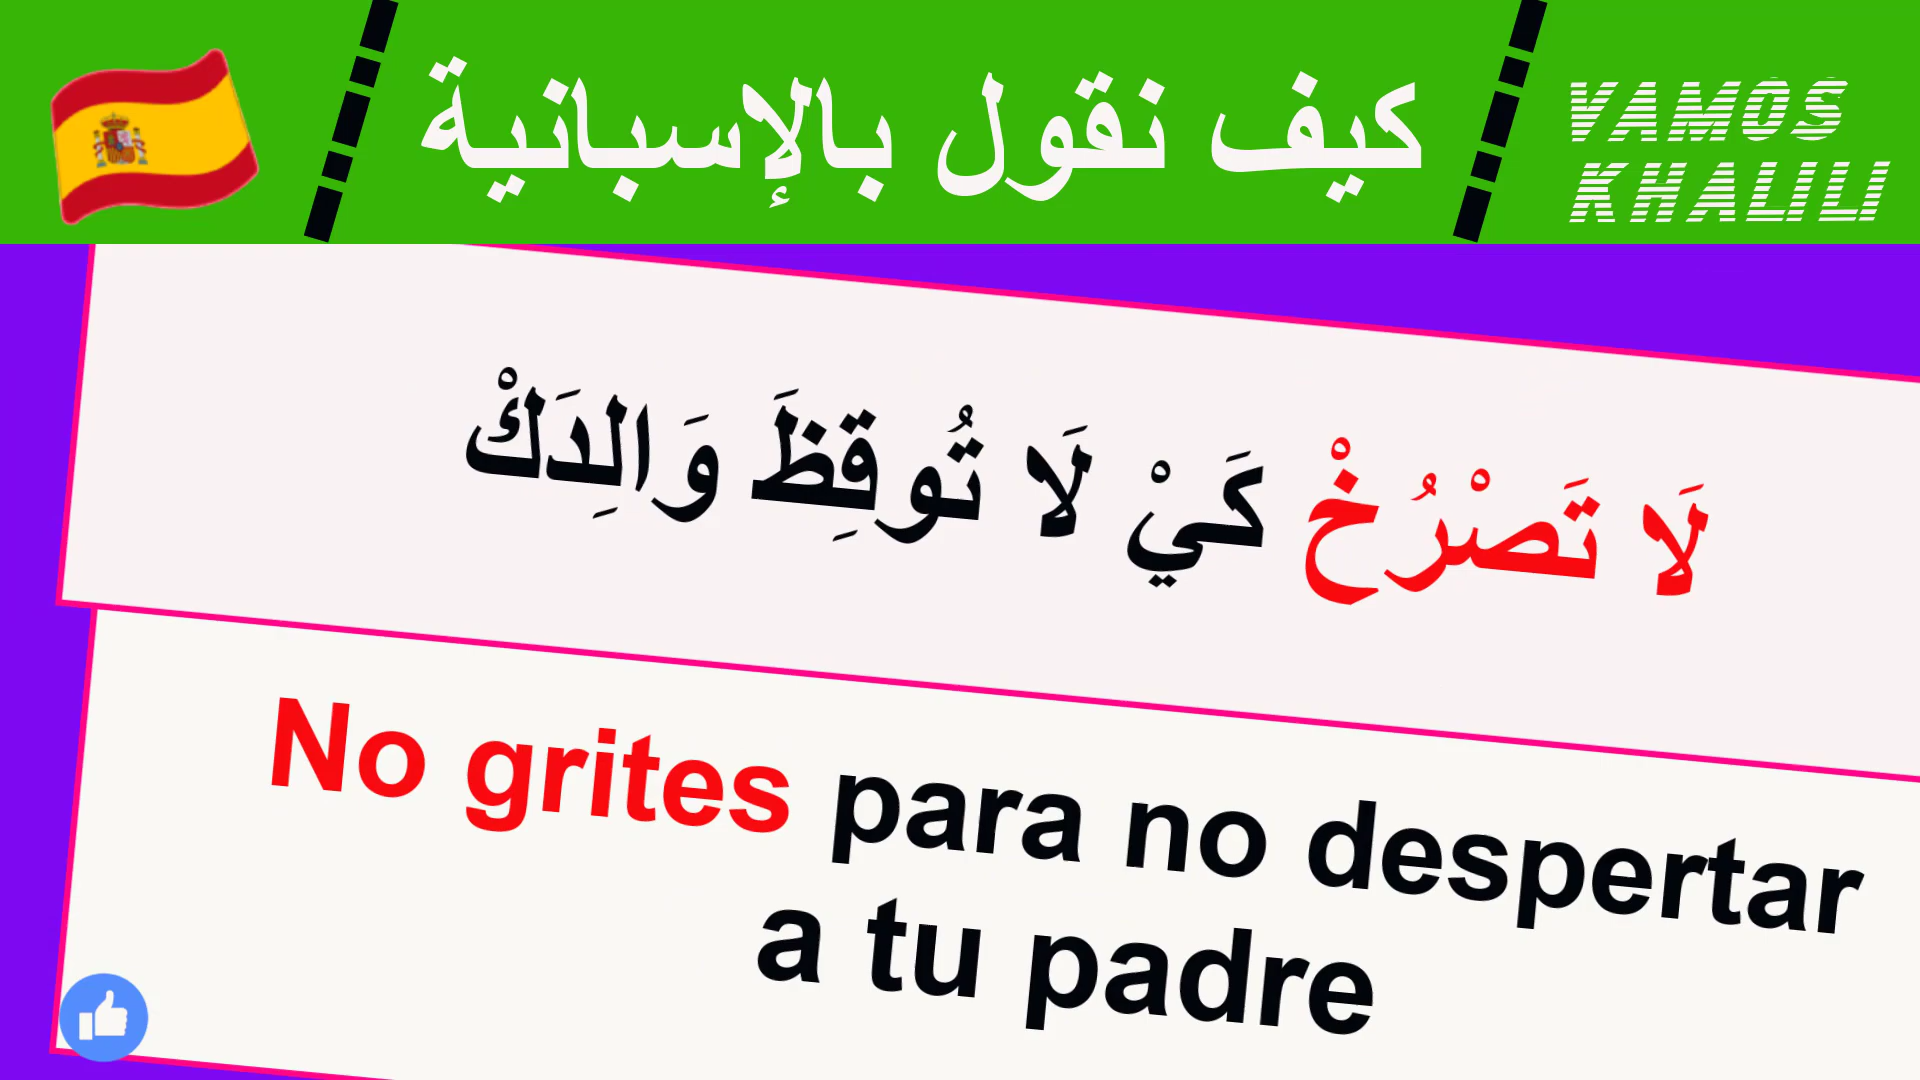 كيف نقول بالإسبانية
VAMOS
KHALILI
لَا تَصْرُخْ كَيْ لَا تُوقِظَ وَالِدَكْ
No grites para no despertar
a tu padre